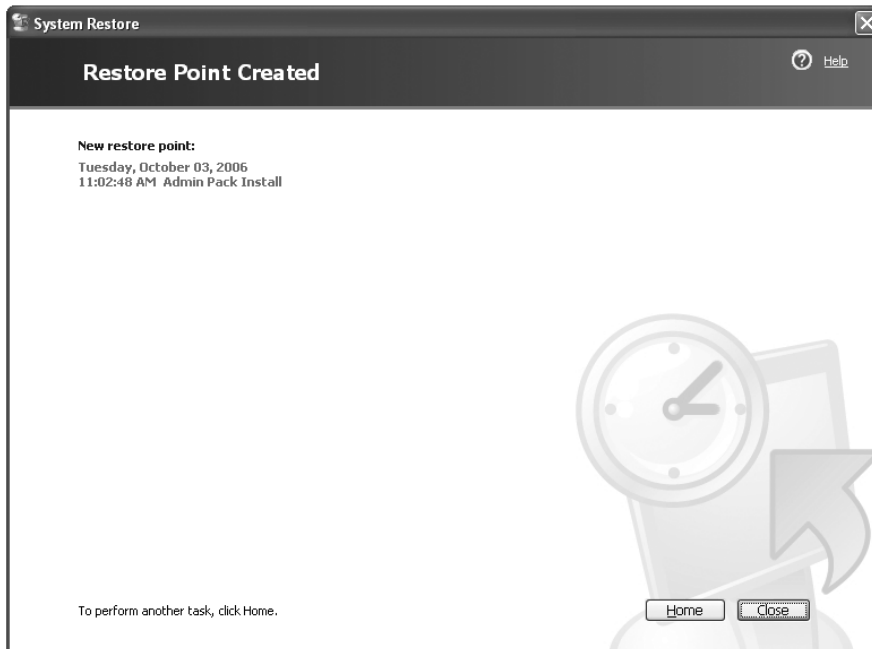 System Restore
Restore Point Created
Help
New restore point:
Tuesday, October 03, 2006
11:02:48 AM Admin Pack Install
To perform another task, click Home.
Home
Close